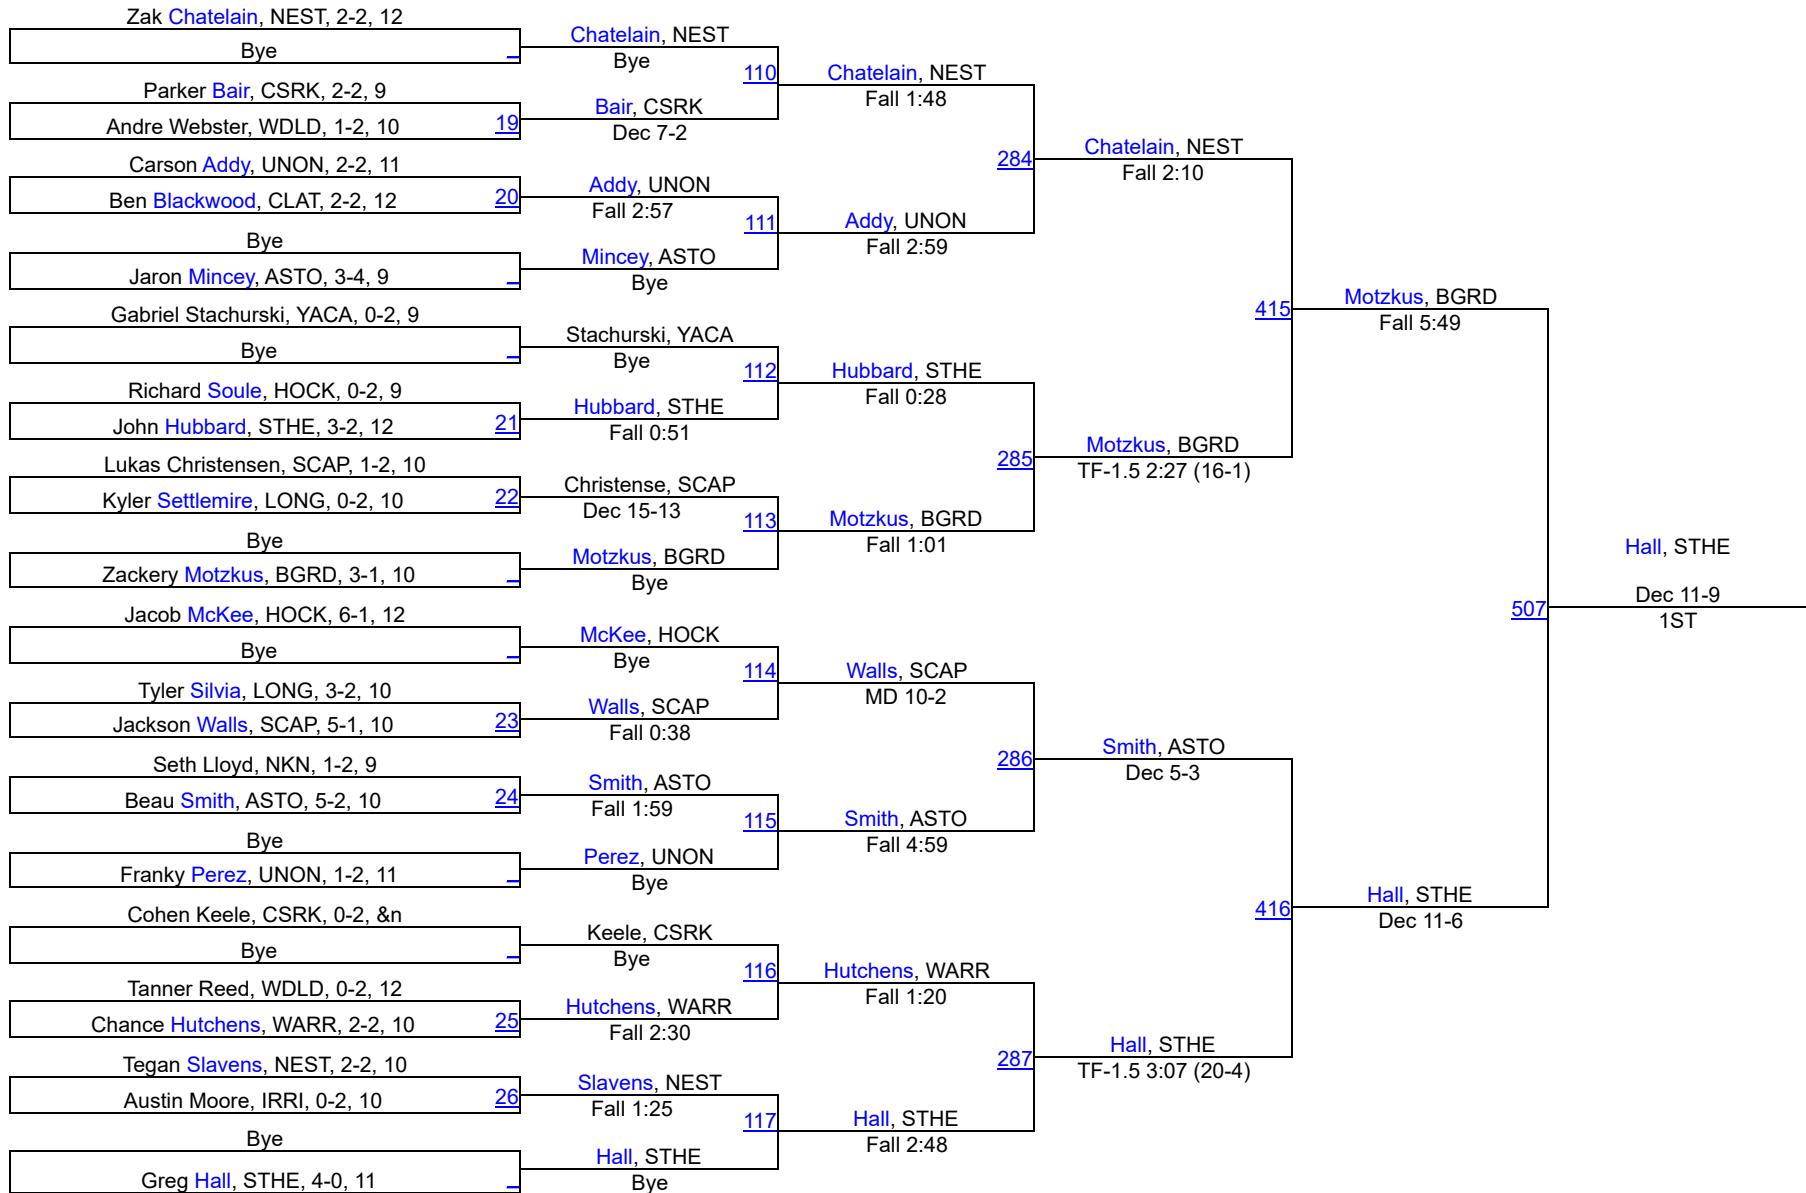 Zak Chatelain, NEST, 2-2, 12
Bye
Parker Bair, CSRK, 2-2, 9
Andre Webster, WDLD, 1-2, 10
19
Carson Addy, UNON, 2-2, 11
Ben Blackwood, CLAT, 2-2, 12
20
Bye
Jaron Mincey, ASTO, 3-4, 9
Gabriel Stachurski, YACA, 0-2, 9
Bye
Richard Soule, HOCK, 0-2, 9
John Hubbard, STHE, 3-2, 12
21
Lukas Christensen, SCAP, 1-2, 10
Kyler Settlemire, LONG, 0-2, 10
22
Bye
Zackery Motzkus, BGRD, 3-1, 10
Jacob McKee, HOCK, 6-1, 12
Bye
Tyler Silvia, LONG, 3-2, 10
Jackson Walls, SCAP, 5-1, 10
23
Seth Lloyd, NKN, 1-2, 9
Beau Smith, ASTO, 5-2, 10
24
Bye
Franky Perez, UNON, 1-2, 11
Cohen Keele, CSRK, 0-2, &n
Bye
Tanner Reed, WDLD, 0-2, 12
Chance Hutchens, WARR, 2-2, 10
25
Tegan Slavens, NEST, 2-2, 10
Austin Moore, IRRI, 0-2, 10
26
Bye
Greg Hall, STHE, 4-0, 11
Chatelain, NEST
Bye
110
Bair, CSRK
Dec 7-2
Addy, UNON
Fall 2:57
111
Mincey, ASTO
Bye
Stachurski, YACA
Bye
112
Hubbard, STHE
Fall 0:51
Christense, SCAP
Dec 15-13
113
Motzkus, BGRD
Bye
McKee, HOCK
Bye
114
Walls, SCAP
Fall 0:38
Smith, ASTO
Fall 1:59
115
Perez, UNON
Bye
Keele, CSRK
Bye
116
Hutchens, WARR
Fall 2:30
Slavens, NEST
Fall 1:25
117
Hall, STHE
Bye
Chatelain, NEST
Fall 1:48
284
Addy, UNON
Fall 2:59
Hubbard, STHE
Fall 0:28
285
Motzkus, BGRD
Fall 1:01
Walls, SCAP
MD 10-2
286
Smith, ASTO
Fall 4:59
Hutchens, WARR
Fall 1:20
287
Hall, STHE
Fall 2:48
Chatelain, NEST
Fall 2:10
415
Motzkus, BGRD
TF-1.5 2:27 (16-1)
Smith, ASTO
Dec 5-3
416
Hall, STHE
TF-1.5 3:07 (20-4)
Motzkus, BGRD
Fall 5:49
507
Hall, STHE
Dec 11-6
Hall, STHE
Dec 11-9
1ST